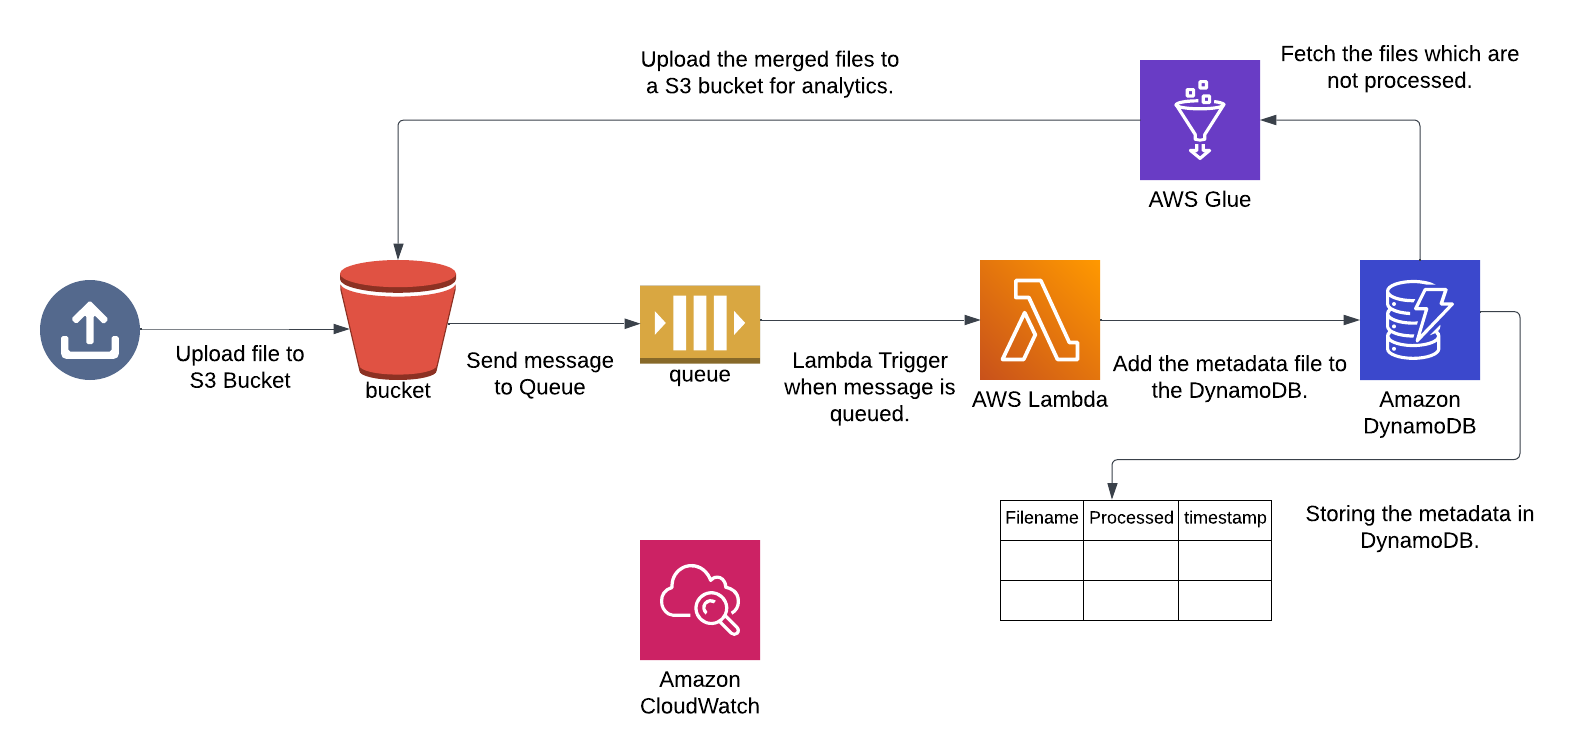 Upload the merged files to
a S3 bucket for analytics.
Fetch the files which are
not processed.
AWS Glue
Upload file to
S3 Bucket
bucket
Send message
to Queue
queue
Lambda Trigger
when message is
queued.
AWS Lambda
Add the metadata file to
the DynamoDB.
Amazon
DynamoDB
Filename Processed timestamp
Storing the metadata in
DynamoDB.
Amazon
CloudWatch